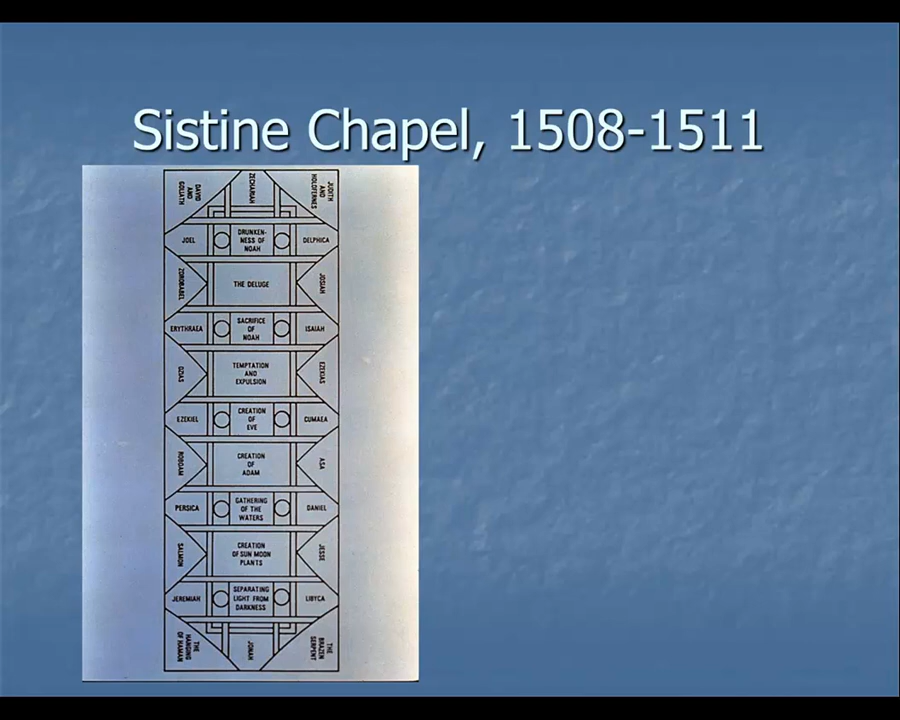 Sistine Chapel, 1508-1511
DAVID
AND
GOLIATH
ZECHARIAH
JUDITH
AND
HOLOFERNES
JOEL
DRUNKEN-
NESS OF
NOAH
DELPHICA
ZOROBABEL
THE DELUGE
JOSIAH
ERYTHRAEA
SACRIFICE
OF
NOAH
ISAIAH
OZIAS
TEMPTATION
AND
EXPULSION
EZEKIAS
EZEKIEL
CREATION
OF
EVE
CUMAEA
ROBOAM
CREATION
OF
ADAM
ASA
PERSICA
GATHERING
OF THE
WATERS
DANIEL
SALMON
CREATION
OF SUN MOON
PLANTS
JESSE
JEREMIAH
SEPARATING
LIGHT FROM
DARKNESS
LIBYCA
THE
HANGING
OF HAMAN
JONAH
THE
BRAZEN
SERPENT